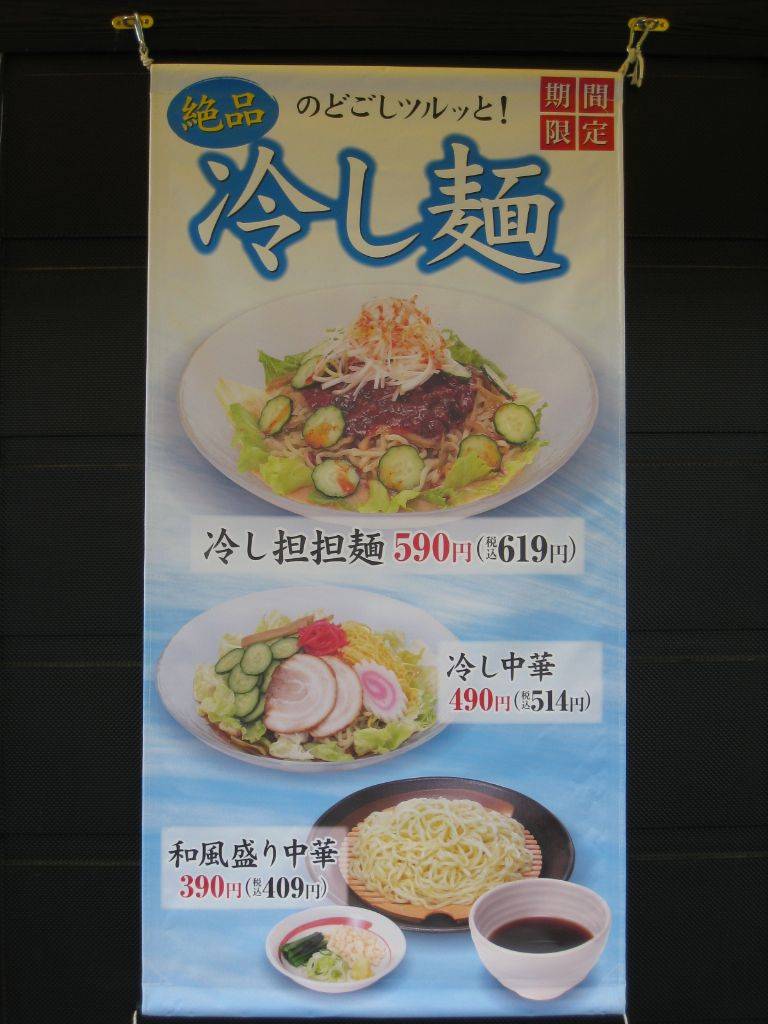 絶品
のどごしツルッと!
期間
限定
冷し麺
冷し担担麺 590円(税込619円)
冷し中華
490円(税込514円)
和風盛り中華
390円(税込409円)